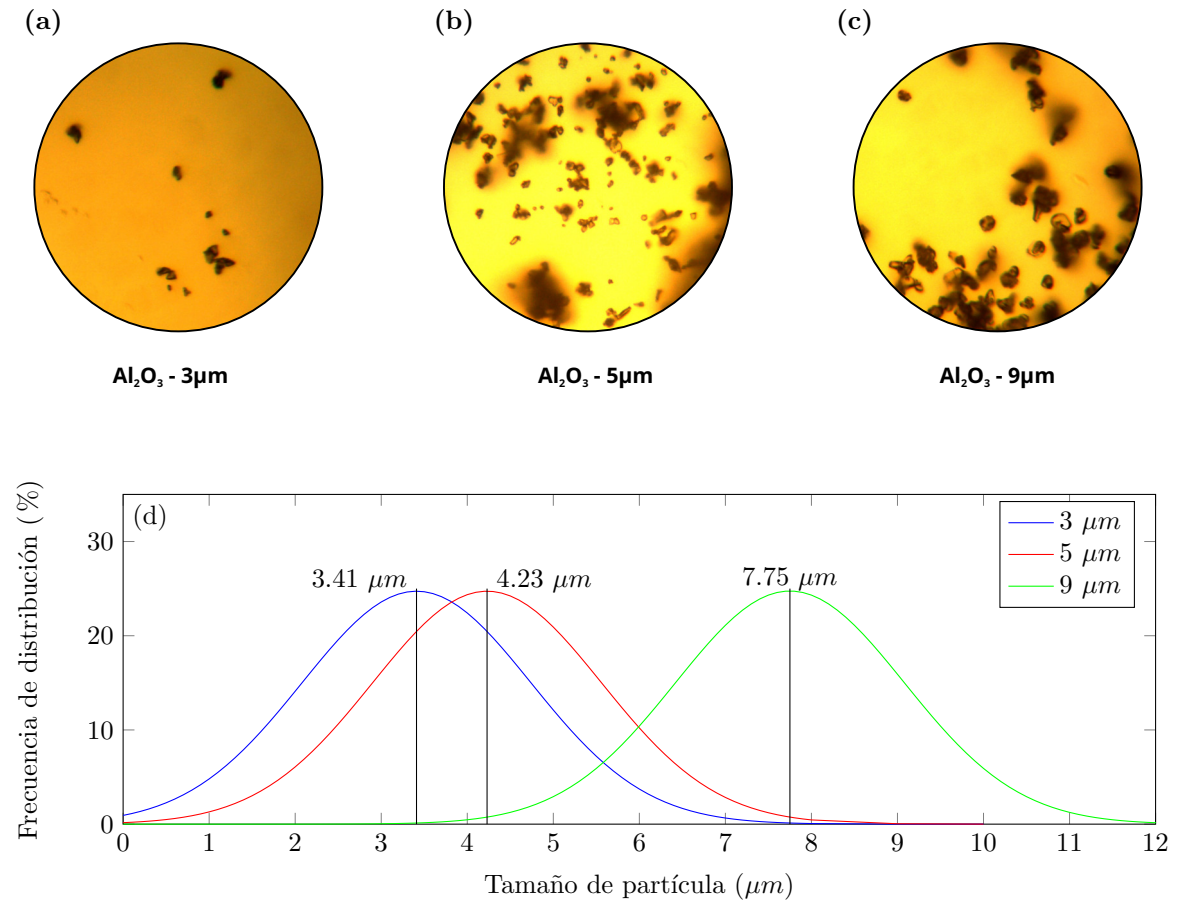 (a) (b) (c)
Al₂O₃ - 3µm Al₂O₃ - 5µm Al₂O₃ - 9µm
(d)
Frecuencia de distribución (%)
30
20
10
0
3.41 µm 4.23 µm 7.75 µm
3 µm
5 µm
9 µm
0 1 2 3 4 5 6 7 8 9 10 11 12
Tamaño de partícula (µm)